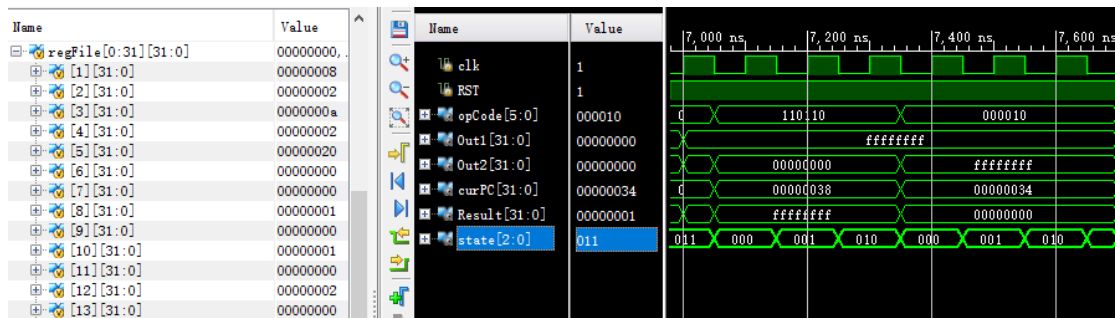 Name Value
regFile[0:31][31:0] 00000000,.
[1][31:0] 00000008
[2][31:0] 00000002
[3][31:0] 0000000a
[4][31:0] 00000002
[5][31:0] 00000020
[6][31:0] 00000000
[7][31:0] 00000000
[8][31:0] 00000001
[9][31:0] 00000000
[10][31:0] 00000001
[11][31:0] 00000000
[12][31:0] 00000002
[13][31:0] 00000000
Name Value
clk 1
RST 1
opCode[5:0] 000010
Out1[31:0] 00000000
Out2[31:0] 00000000
curPC[31:0] 00000034
Result[31:0] 00000001
state[2:0] 011
7,000 ns 7,200 ns 7,400 ns 7,600 ns
110110 000010
ffffffff
00000000 ffffffff
00000038 00000034
ffffffff 00000000
011 000 001 010 000 001 010